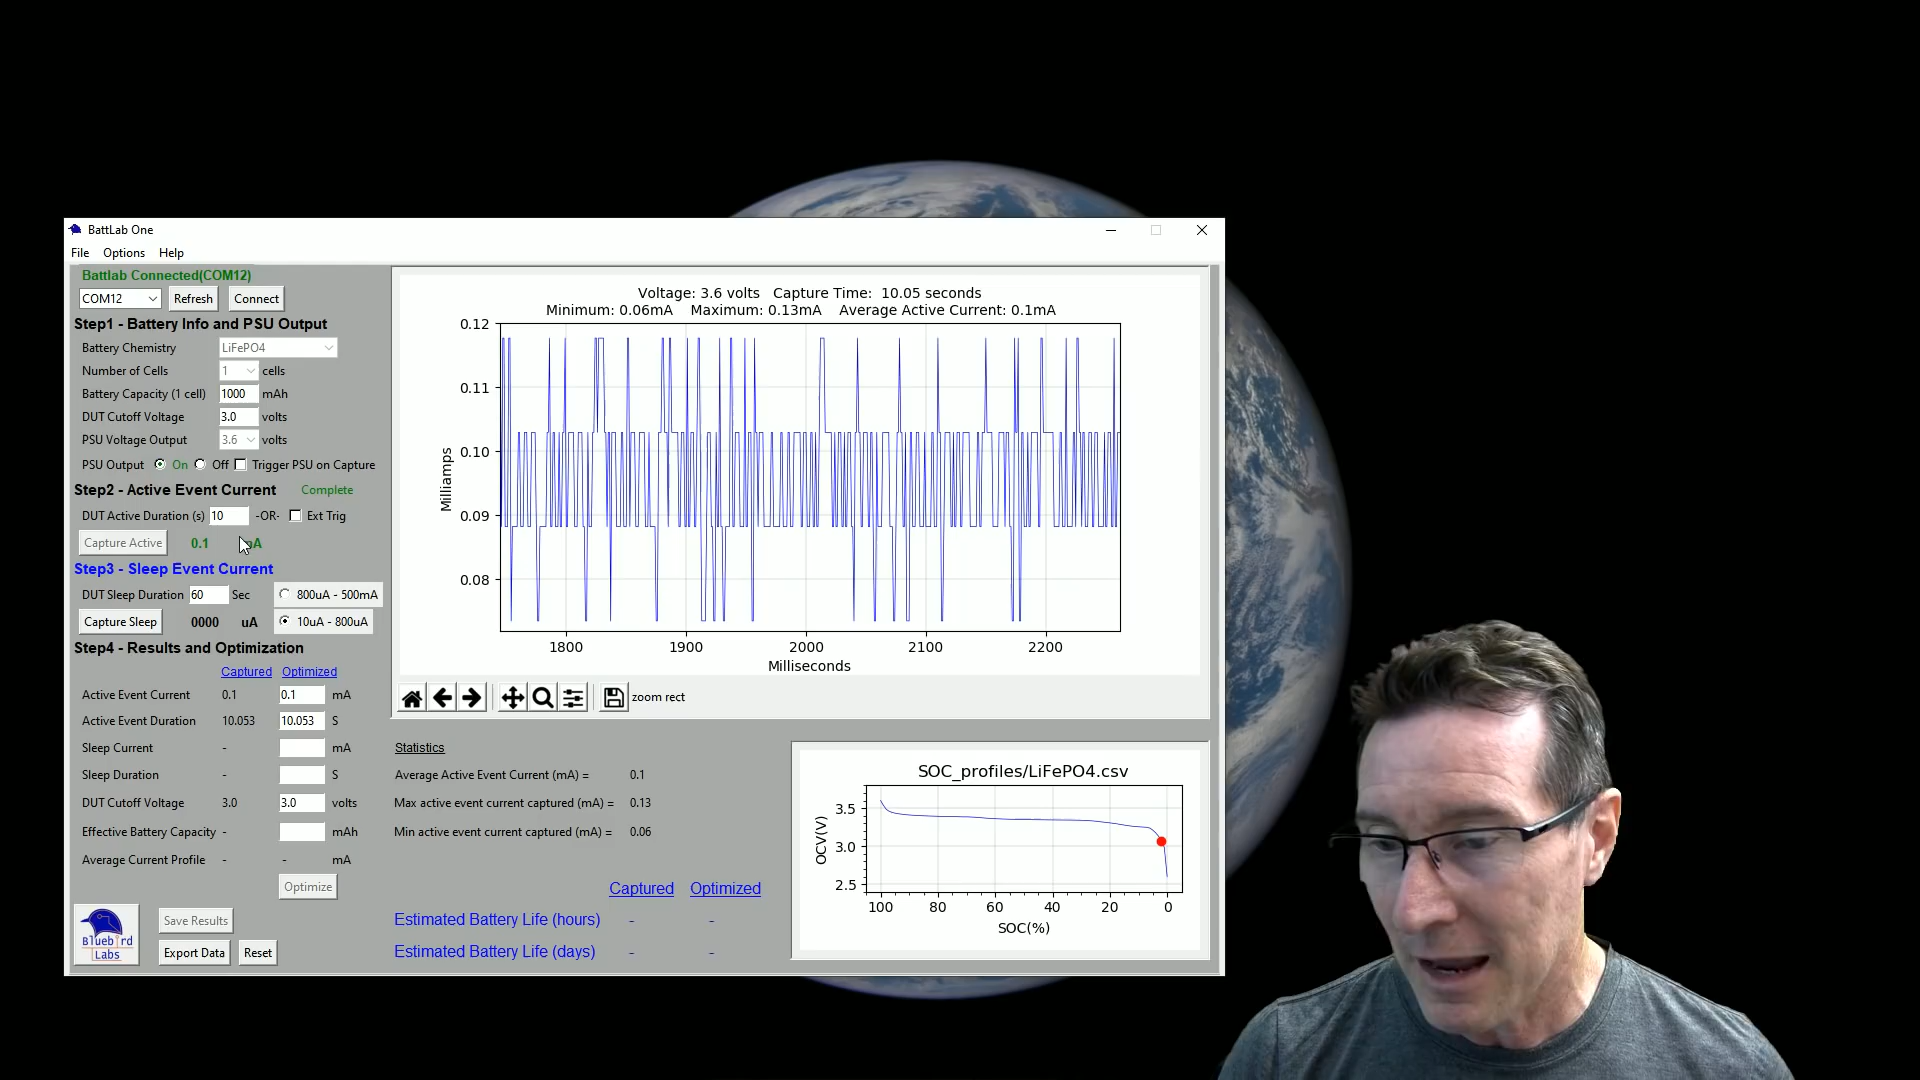 BattLab One
File Options Help
Battlab Connected(COM12)
COM12 Refresh Connect
Step1 - Battery Info and PSU Output
Battery Chemistry LiFePO4
Number of Cells 1 cells
Battery Capacity (1 cell) 1000 mAh
DUT Cutoff Voltage 3.0 volts
PSU Voltage Output 3.6 volts
PSU Output On Off Trigger PSU on Capture
Step2 - Active Event Current Complete
DUT Active Duration (s) 10 -OR- Ext Trig
Capture Active 0.1
Step3 - Sleep Event Current
DUT Sleep Duration 60 Sec 800uA - 500mA
Capture Sleep 0000 uA 10uA - 800uA
Step4 - Results and Optimization
Captured Optimized
Active Event Current 0.1 0.1 mA
Active Event Duration 10.053 10.053 S
Sleep Current - mA
Sleep Duration - S
DUT Cutoff Voltage 3.0 3.0 volts
Effective Battery Capacity - mAh
Average Current Profile - - mA
Optimize
Bluebird
Labs
Save Results
Export Data Reset
Voltage: 3.6 volts Capture Time: 10.05 seconds
Minimum: 0.06mA Maximum: 0.13mA Average Active Current: 0.1mA
0.12
0.11
0.10
0.09
0.08
Milliamps
1800 1900 2000 2100 2200
Milliseconds
zoom rect
Statistics
Average Active Event Current (mA) = 0.1
Max active event current captured (mA) = 0.13
Min active event current captured (mA) = 0.06
Captured Optimized
Estimated Battery Life (hours) - -
Estimated Battery Life (days) - -
SOC_profiles/LiFePO4.csv
3.5
3.0
2.5
OCV(V)
100 80 60 40 20 0
SOC(%)